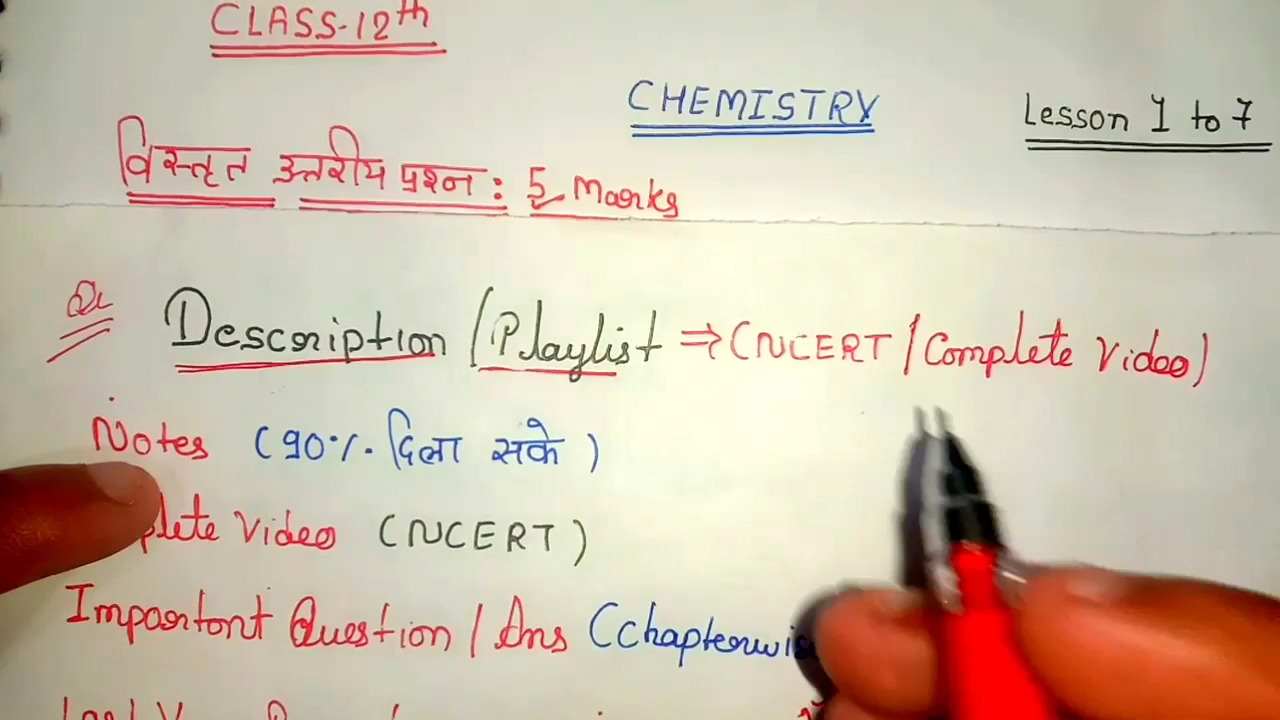 CLASS-12th
CHEMISTRY
Lesson 1 to 7
विस्तृत उत्तरीय प्रश्न : 5 Marks
Description / Playlist ⇒ (NCERT / Complete Video)
Notes (90%. दिला सके )
Video (NCERT)
Important Question / Ans